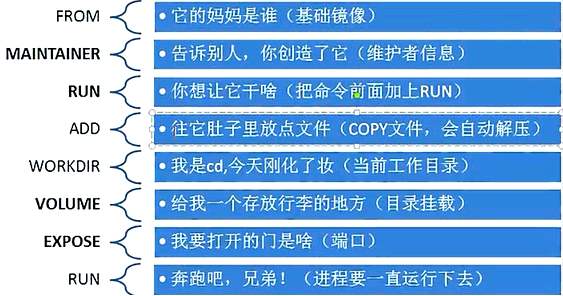 FROM • 它的妈妈是谁（基础镜像）
MAINTAINER • 告诉别人，你创造了它（维护者信息）
RUN • 你想让它干啥（把命令前面加上RUN）
ADD • 往它肚子里放点文件（COPY文件，会自动解压）
WORKDIR • 我是cd,今天刚化了妆（当前工作目录）
VOLUME • 给我一个存放行李的地方（目录挂载）
EXPOSE • 我要打开的门是啥（端口）
RUN • 奔跑吧，兄弟！（进程要一直运行下去）